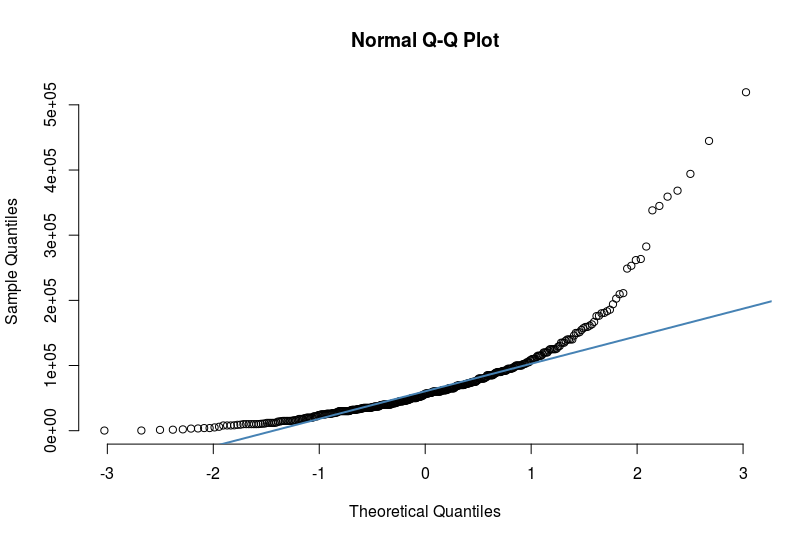 Normal Q-Q Plot
Sample Quantiles
5e+05
4e+05
3e+05
2e+05
1e+05
0e+00
-3 -2 -1 0 1 2 3
Theoretical Quantiles